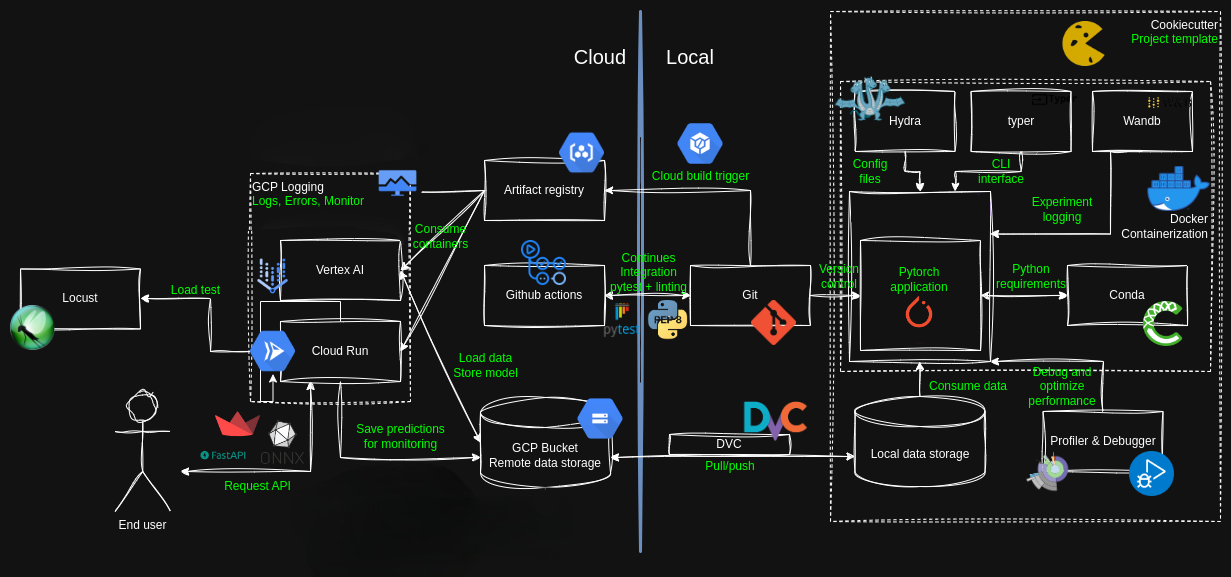 Cookiecutter
Project template
Cloud
Local
Hydra
typer
Wandb
Config
files
CLI
interface
Experiment
logging
Docker
Containerization
Cloud build trigger
Artifact registry
GCP Logging
Logs, Errors, Monitor
Consume
containers
Vertex AI
Cloud Run
Locust
Load test
Github actions
Continues
Integration
pytest + linting
pytest
PEP 8
Git
Version
control
Pytorch
application
Python
requirements
Conda
Load data
Store model
Debug and
optimize
performance
Consume data
Save predictions
for monitoring
GCP Bucket
Remote data storage
DVC
DVC
Pull/push
Local data storage
Profiler & Debugger
FastAPI
ONNX
Request API
End user